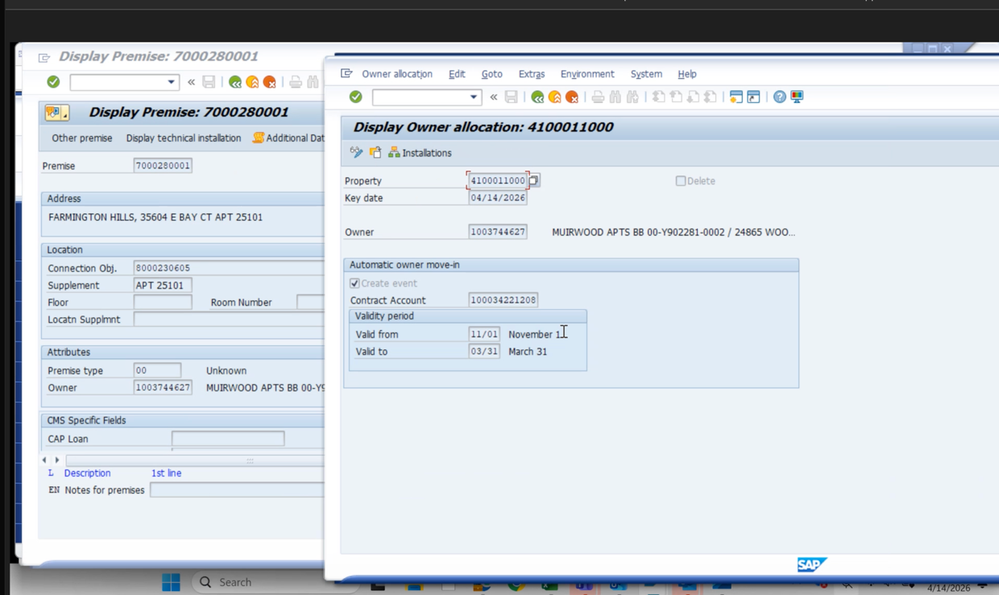 Display Premise: 7000280001
Display Premise: 7000280001
Other premise Display technical installation Additional Dat
Premise 7000280001
Address
FARMINGTON HILLS, 35604 E BAY CT APT 25101
Location
Connection Obj. 8000230605
Supplement APT 25101
Floor Room Number
Locatn Supplmnt
Attributes
Premise type 00 Unknown
Owner 1003744627 MUIRWOOD APTS BB 00-Y9
CMS Specific Fields
CAP Loan
L Description 1st line
EN Notes for premises
Owner allocation Edit Goto Extras Environment System Help
Display Owner allocation: 4100011000
Installations
Property 4100011000 Delete
Key date 04/14/2026
Owner 1003744627 MUIRWOOD APTS BB 00-Y902281-0002 / 24865 WOO...
Automatic owner move-in
Create event
Contract Account 100034221208
Validity period
Valid from 11/01 November 1
Valid to 03/31 March 31
SAP
Search
4/14/2026